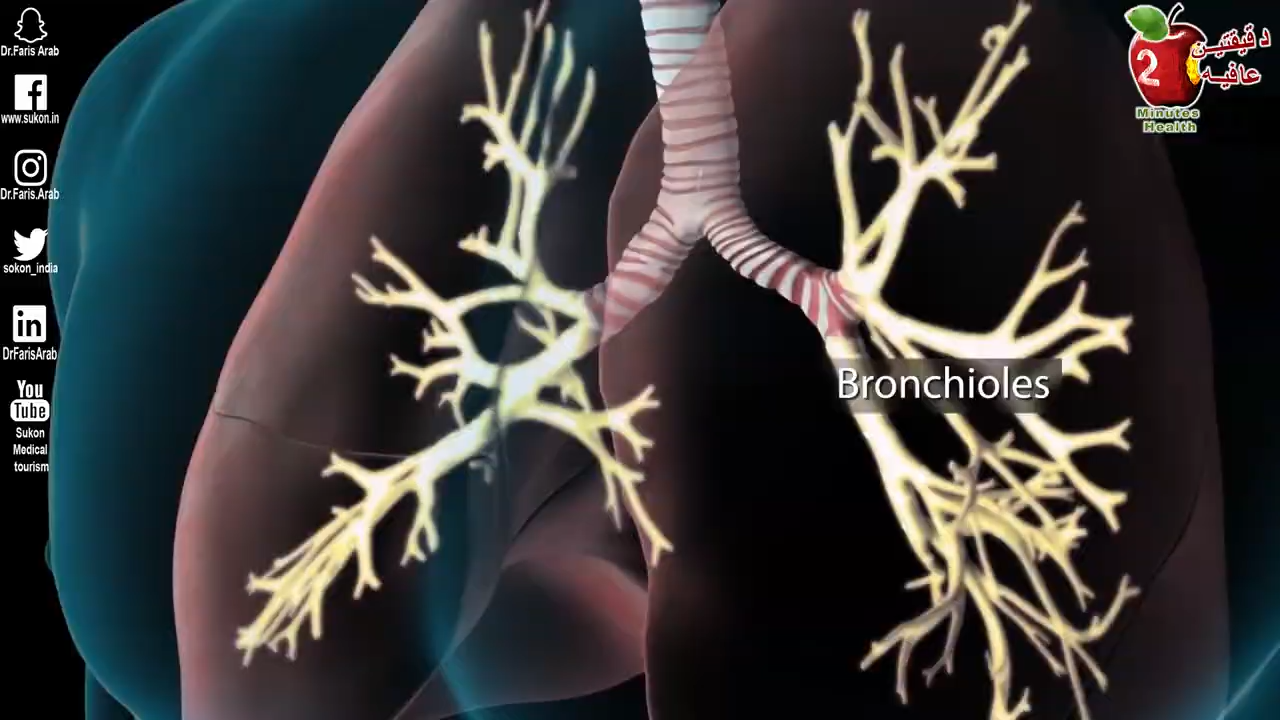 Dr.Faris Arab
www.sukon.in
Dr.Faris.Arab
sokon_india
in
DrFarisArab
You
Tube
Sukon
Medical
tourism
Bronchioles
دقيقتين
عافيه
2
Minutes
Health